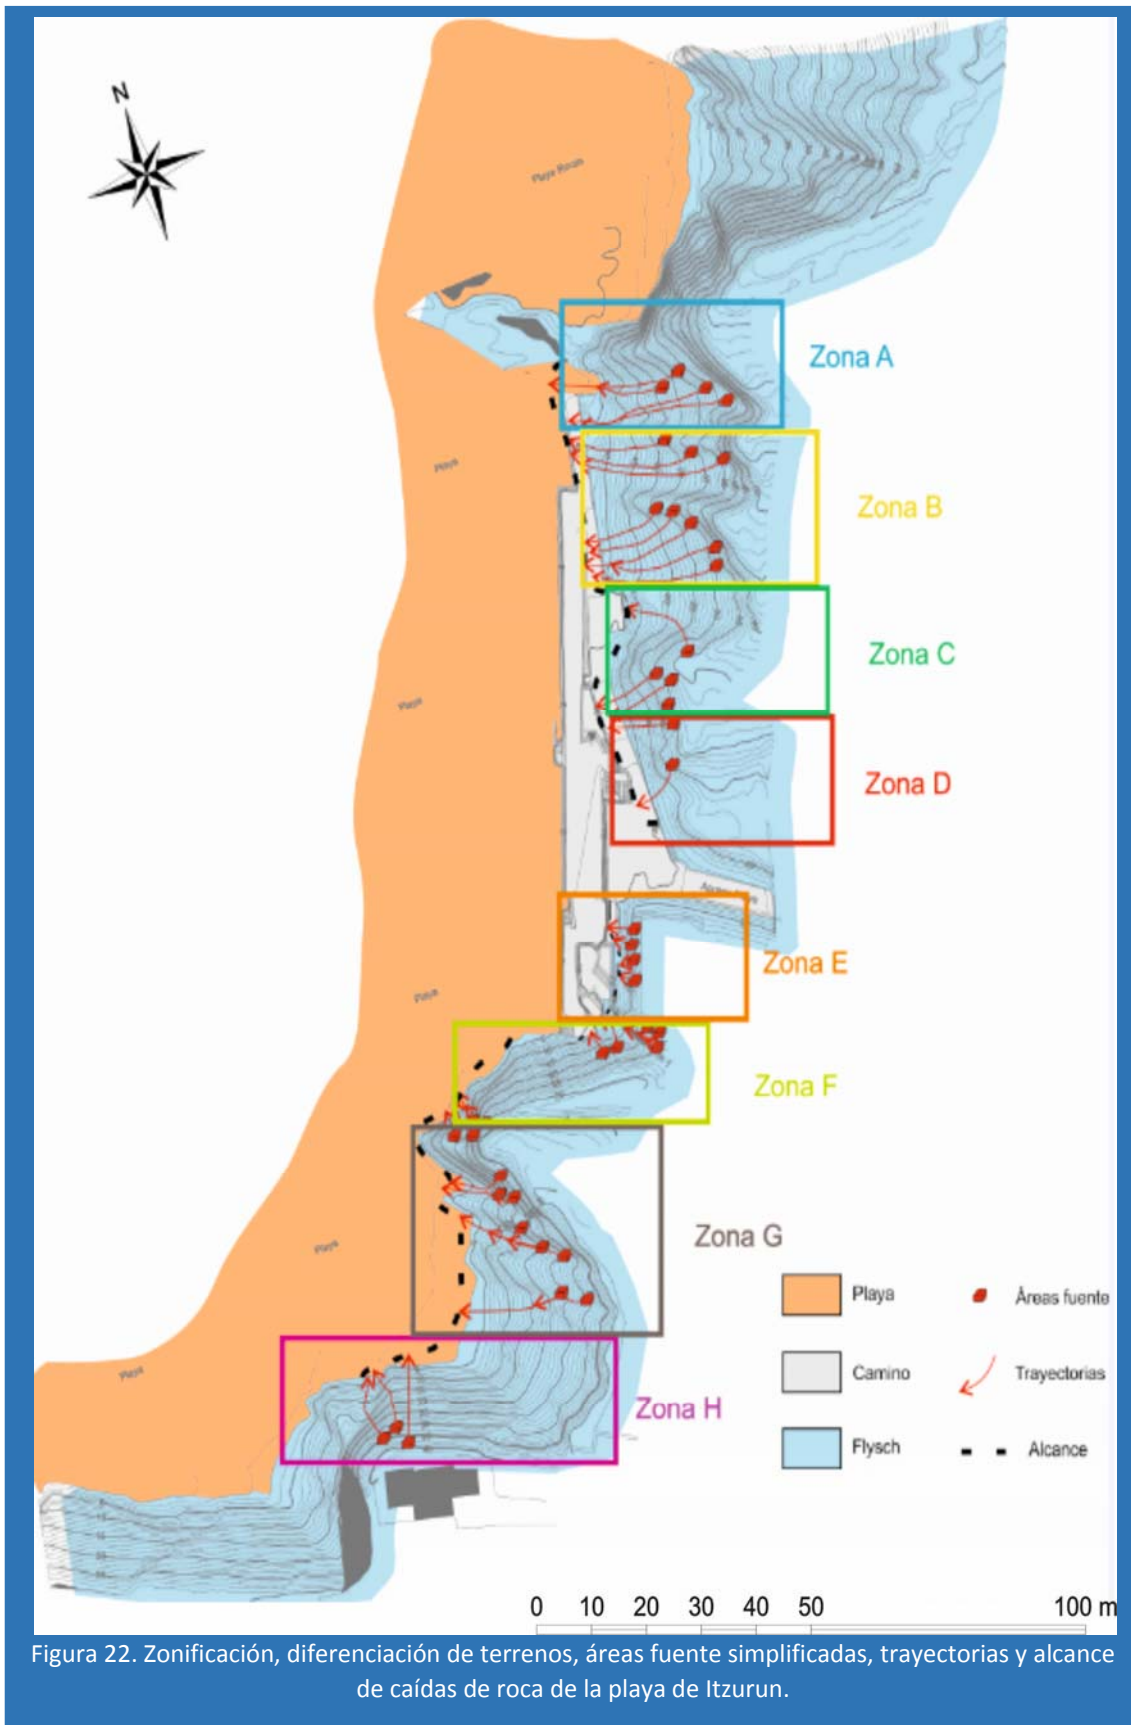 N
Playa
Zona A
Playa
Zona B
Zona C
Playa
Zona D
Zona E
Playa
Zona F
Zona G
Playa
Playa
Áreas fuente
Camino
Trayectorias
Playa
Zona H
Flysch
Alcance
0 10 20 30 40 50 100 m
Figura 22. Zonificación, diferenciación de terrenos, áreas fuente simplificadas, trayectorias y alcance
de caídas de roca de la playa de Itzurun.